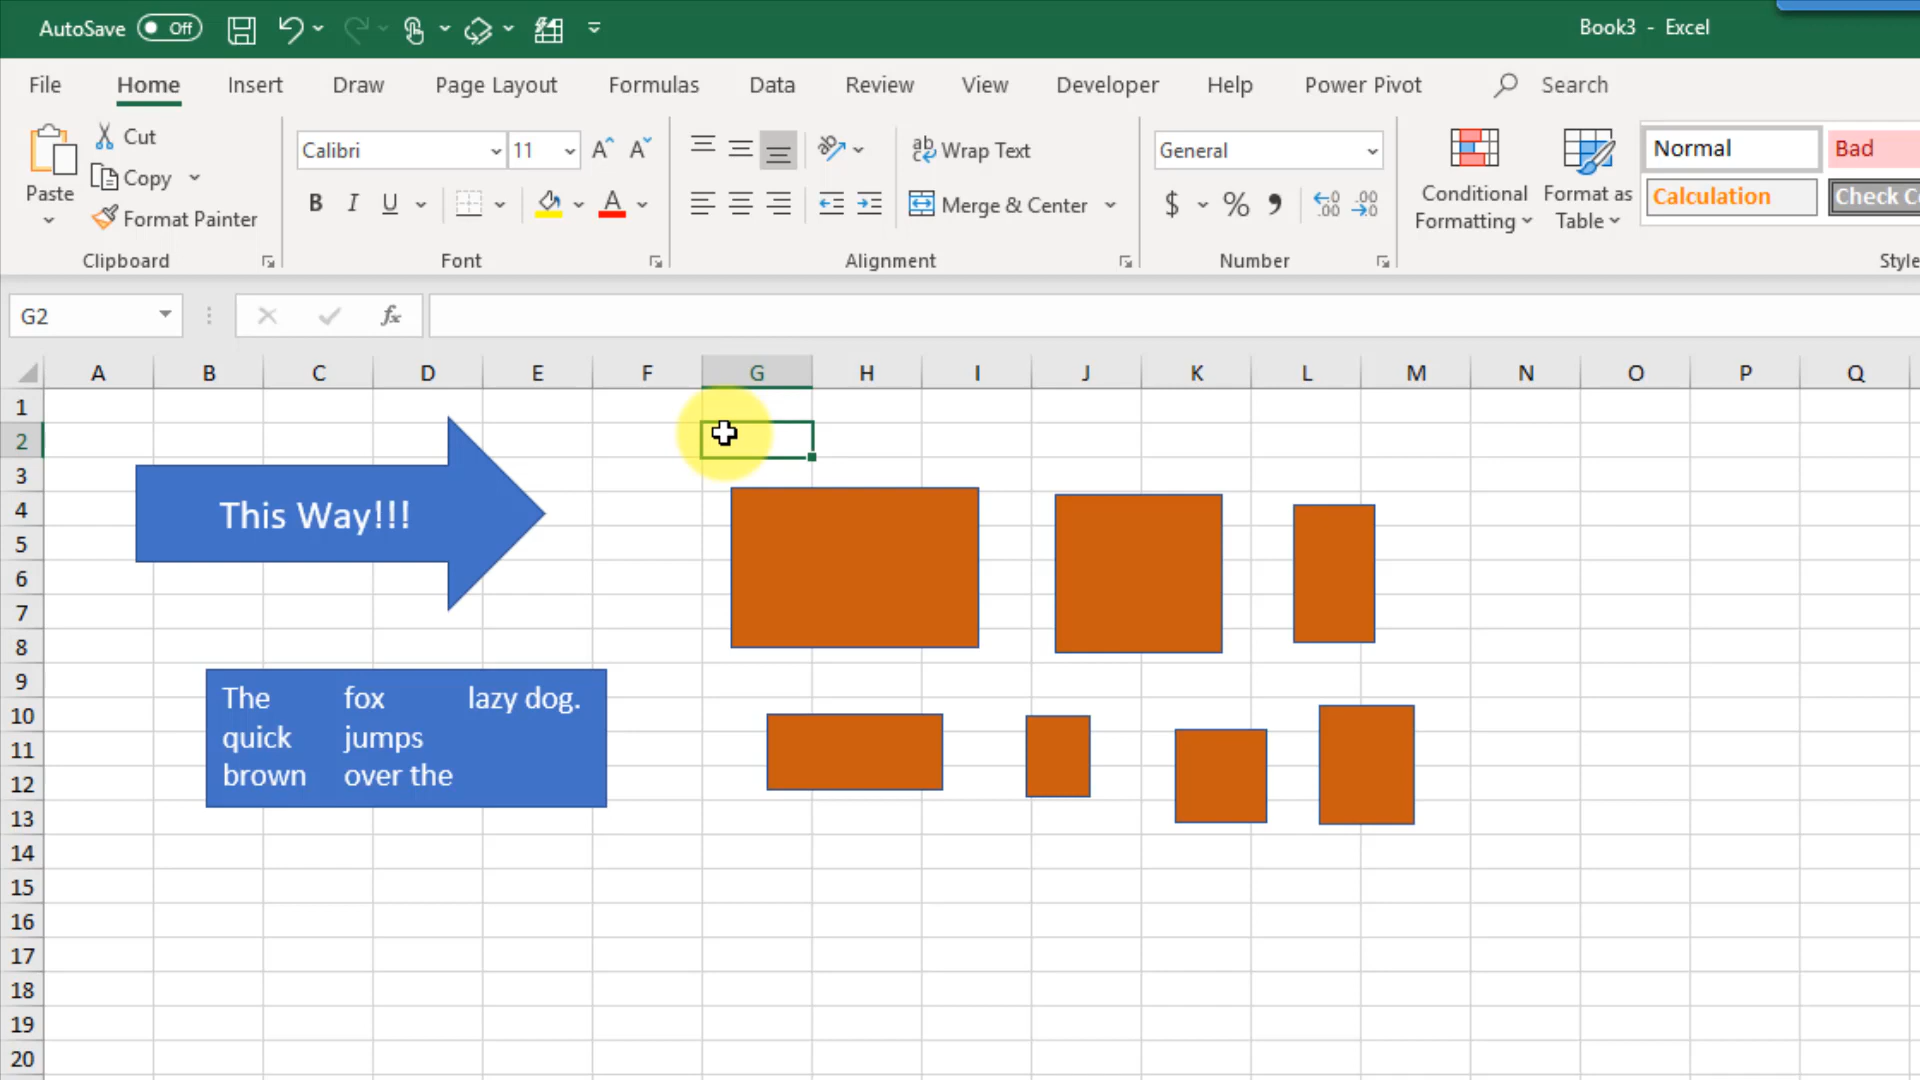 AutoSave Off Book3 - Excel
File Home Insert Draw Page Layout Formulas Data Review View Developer Help Power Pivot Search
Paste
Cut
Copy
Format Painter
Clipboard
Calibri 11
B I U A
Font
ab Wrap Text
Merge & Center
Alignment
General
$ % 9
Number
Conditional
Formatting
Format as
Table
Normal Bad
Calculation
Style
G2 fx
A B C D E F G H I J K L M N O P Q
1
2
3
4
5
6
7
8
9
10
11
12
13
14
15
16
17
18
19
20
This Way!!!
The fox lazy dog.
quick jumps
brown over the